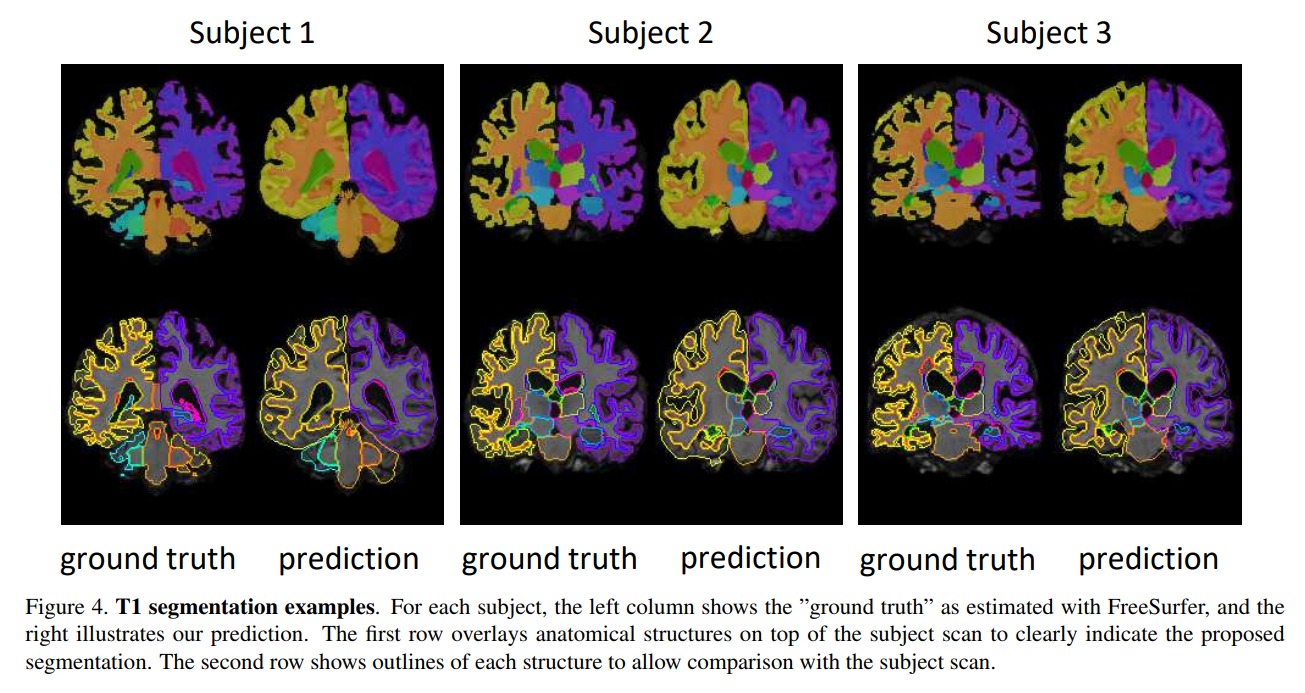 Subject 1 Subject 2 Subject 3
ground truth prediction ground truth prediction ground truth prediction
Figure 4. T1 segmentation examples. For each subject, the left column shows the ”ground truth” as estimated with FreeSurfer, and the
right illustrates our prediction. The first row overlays anatomical structures on top of the subject scan to clearly indicate the proposed
segmentation. The second row shows outlines of each structure to allow comparison with the subject scan.